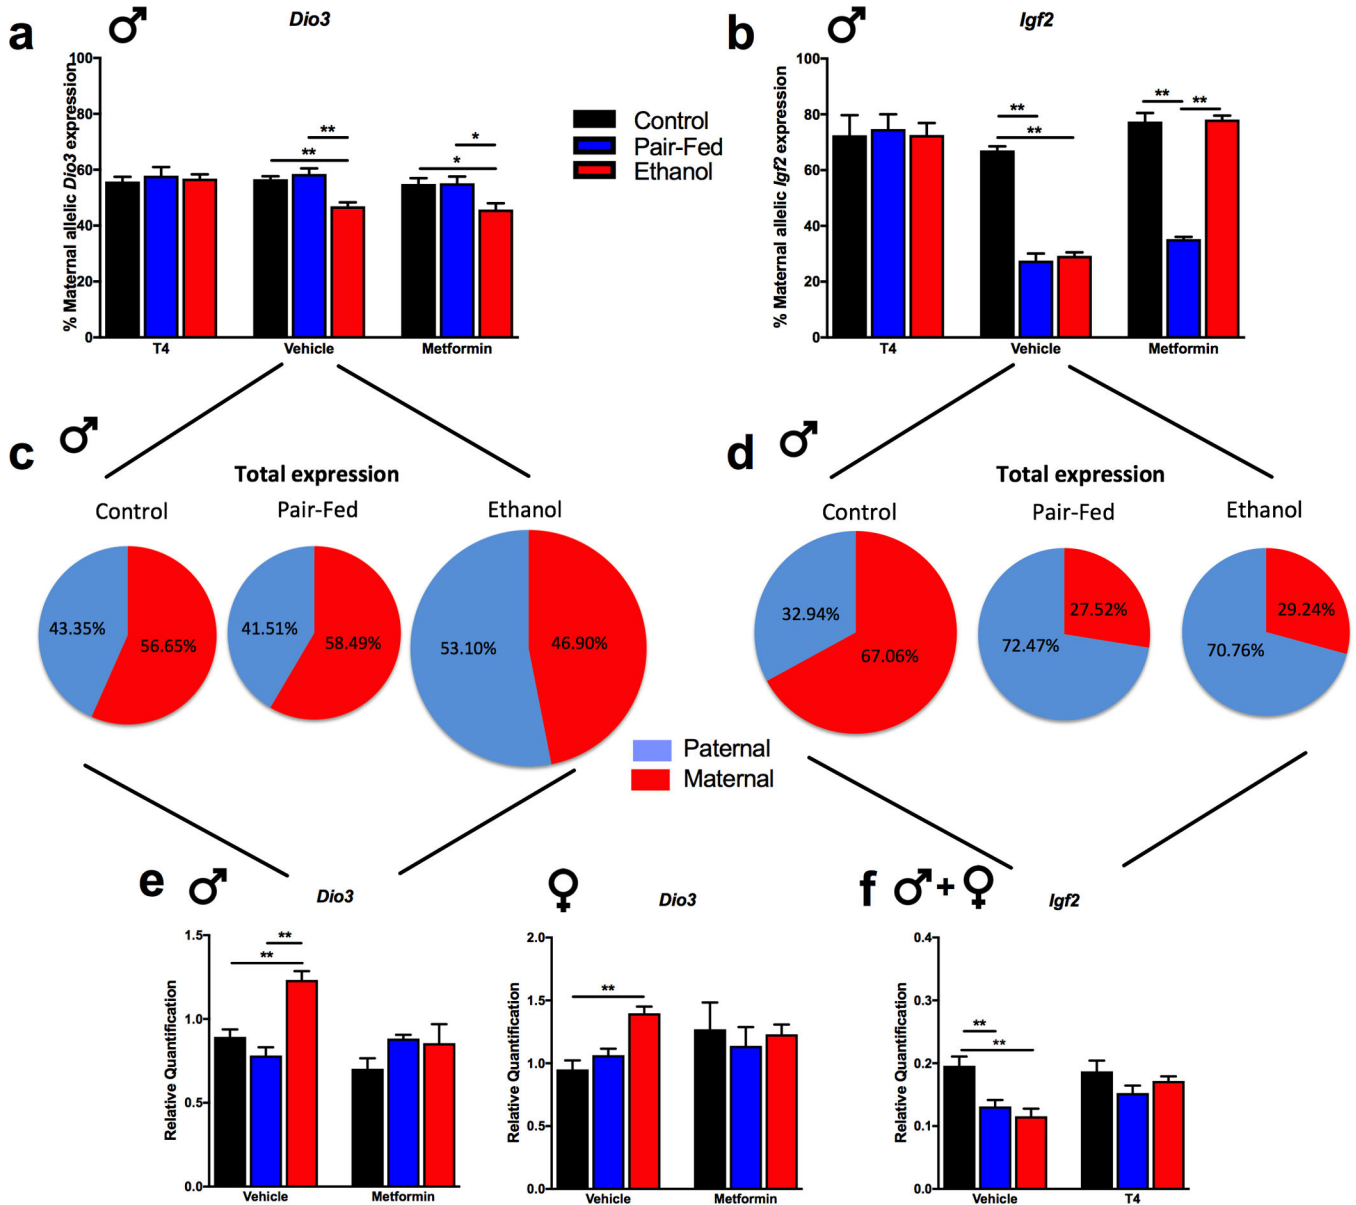 a
♂
Dio3
% Maternal allelic Dio3 expression
100
80
60
40
20
0
**
**
*
*
T4
Vehicle
Metformin
Control
Pair-Fed
Ethanol
b
♂
Igf2
% Maternal allelic Igf2 expression
100
80
60
40
20
0
**
**
** **
T4
Vehicle
Metformin
c
♂
Total expression
Control
Pair-Fed
Ethanol
43.35%
56.65%
41.51%
58.49%
53.10%
46.90%
d
♂
Total expression
Control
Pair-Fed
Ethanol
32.94%
67.06%
27.52%
72.47%
29.24%
70.76%
Paternal
Maternal
e
♂
Dio3
Relative Quantification
1.5
1.0
0.5
0.0
**
**
Vehicle
Metformin
♀
Dio3
Relative Quantification
2.0
1.5
1.0
0.5
0.0
**
Vehicle
Metformin
f
♂+♀
Igf2
Relative Quantification
0.4
0.3
0.2
0.1
0.0
**
**
Vehicle
T4